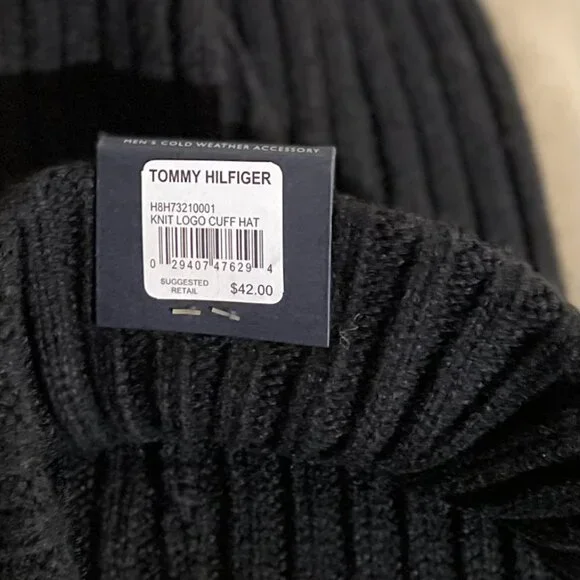 MEN'S COLD WEATHER ACCESSORY
TOMMY HILFIGER
H8H73210001
KNIT LOGO CUFF HAT
0 29407 47629 4
SUGGESTED
RETAIL $42.00